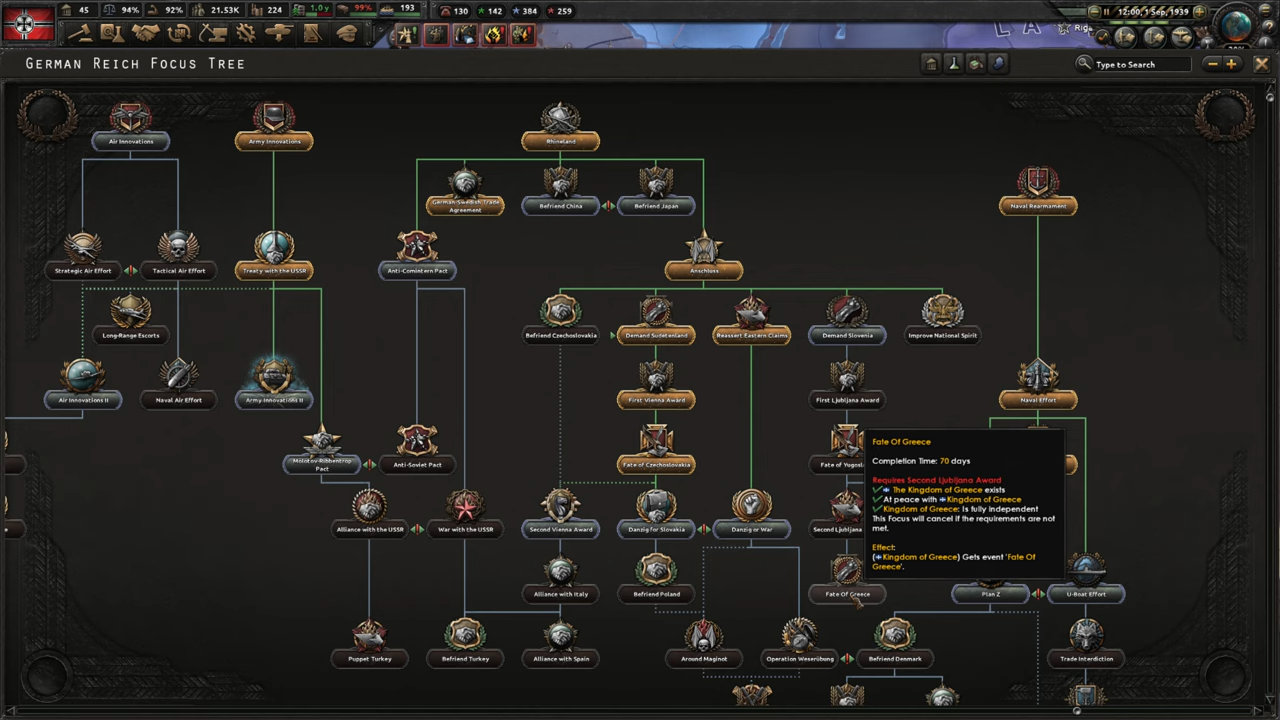 45 94% 92% 21.53K 224 1.0 y 99% 193 130 142 384 259 12:00, 1 Sep, 1939
L A Rig
German Reich Focus Tree
Type to Search
Air Innovations
Army Innovations
Rhineland
German-Swedish Trade
Agreement
Befriend China
Befriend Japan
Naval Rearmament
Strategic Air Effort
Tactical Air Effort
Treaty with the USSR
Anti-Comintern Pact
Anschluss
Long-Range Escorts
Befriend Czechoslovakia
Demand Sudetenland
Reassert Eastern Claims
Demand Slovenia
Improve National Spirit
Air Innovations II
Naval Air Effort
Army Innovations II
First Vienna Award
First Ljubljana Award
Naval Effort
Molotov-Ribbentrop
Pact
Anti-Soviet Pact
Fate of Czechoslovakia
Fate of Yugos
Alliance with the USSR
War with the USSR
Second Vienna Award
Danzig for Slovakia
Danzig or War
Second Ljubljana
Fate Of Greece
Completion Time: 70 days
Requires Second Ljubljana Award
The Kingdom of Greece exists
At peace with Kingdom of Greece
Kingdom of Greece: Is fully independent
This Focus will cancel if the requirements are not
met.
Effect:
(Kingdom of Greece) Gets event 'Fate Of
Greece'.
Alliance with Italy
Befriend Poland
Fate Of Greece
Plan Z
U-Boat Effort
Puppet Turkey
Befriend Turkey
Alliance with Spain
Around Maginot
Operation Weserübung
Befriend Denmark
Trade Interdiction